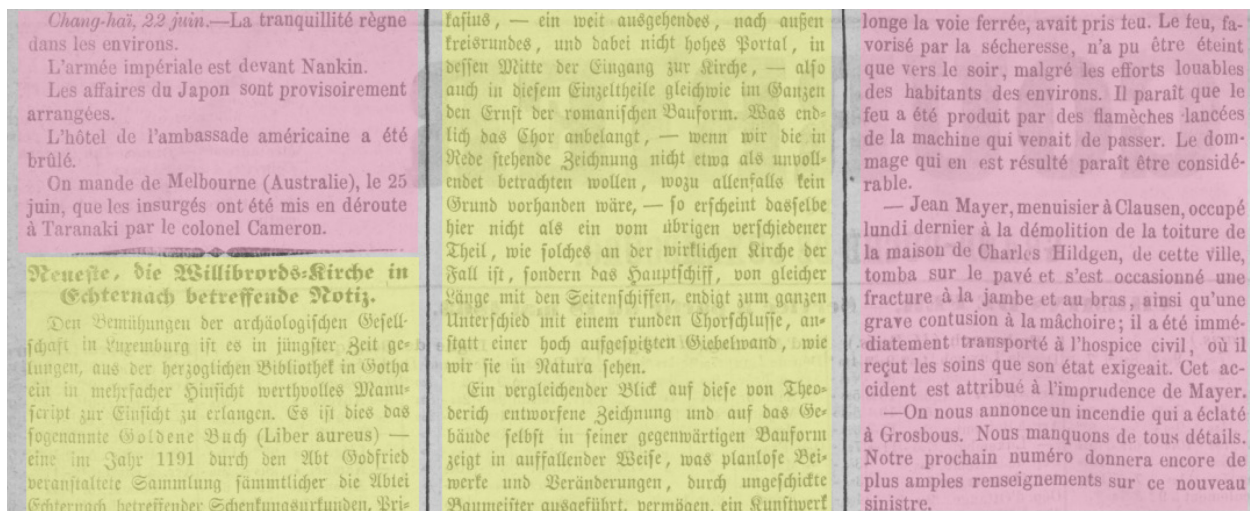 Chang-haï, 22 juin.—La tranquillité règne
dans les environs.
L'armée impériale est devant Nankin.
Les affaires du Japon sont provisoirement
arrangées.
L'hôtel de l'ambassade américaine a été
brûlé.
On mande de Melbourne (Australie), le 25
juin, que les insurgés ont été mis en déroute
à Taranaki par le colonel Cameron.
Neueste, die Willibrords-Kirche in
Echternach betreffende Notiz.
Den Bemühungen der archäologischen Gesell-
schaft in Luxemburg ist es in jüngster Zeit ge-
lungen, aus der herzoglichen Bibliothek in Gotha
ein in mehrfacher Hinsicht werthvolles Manu-
script zur Einsicht zu erlangen. Es ist dies das
sogenannte Goldene Buch (Liber aureus) —
eine im Jahr 1191 durch den Abt Godfried
veranstaltete Sammlung sämmtlicher die Abtei
Echternach betreffender Schenkungsurkunden, Pri-
kasius, — ein weit ausgehendes, nach außen
kreisrundes, und dabei nicht hohes Portal, in
dessen Mitte der Eingang zur Kirche, — also
auch in diesem Einzeltheile gleichwie im Ganzen
den Ernst der romanischen Bauform. Was end-
lich das Chor anbelangt, — wenn wir die in
Rede stehende Zeichnung nicht etwa als unvoll-
endet betrachten wollen, wozu allenfalls kein
Grund vorhanden wäre, — so erscheint dasselbe
hier nicht als ein vom übrigen verschiedener
Theil, wie solches an der wirklichen Kirche der
Fall ist, sondern das Hauptschiff, von gleicher
Länge mit den Seitenschiffen, endigt zum ganzen
Unterschied mit einem runden Chorschlusse, an-
statt einer hoch aufgespitzten Giebelwand, wie
wir sie in Natura sehen.
Ein vergleichender Blick auf diese von Theo-
derich entworfene Zeichnung und auf das Ge-
bäude selbst in seiner gegenwärtigen Bauform
zeigt in auffallender Weise, was planlose Bei-
werke und Veränderungen, durch ungeschickte
Baumeister ausgeführt, vermögen, ein Kunstwerk
longe la voie ferrée, avait pris feu. Le feu, fa-
vorisé par la sécheresse, n'a pu être éteint
que vers le soir, malgré les efforts louables
des habitants des environs. Il paraît que le
feu a été produit par des flamèches lancées
de la machine qui venait de passer. Le dom-
mage qui en est résulté paraît être considé-
rable.
— Jean Mayer, menuisier à Clausen, occupé
lundi dernier à la démolition de la toiture de
la maison de Charles Hildgen, de cette ville,
tomba sur le pavé et s'est occasionné une
fracture à la jambe et au bras, ainsi qu'une
grave contusion à la mâchoire; il a été immé-
diatement transporté à l'hospice civil, où il
reçut les soins que son état exigeait. Cet ac-
cident est attribué à l'imprudence de Mayer.
—On nous annonce un incendie qui a éclaté
à Grosbous. Nous manquons de tous détails.
Notre prochain numéro donnera encore de
plus amples renseignements sur ce nouveau
sinistre.